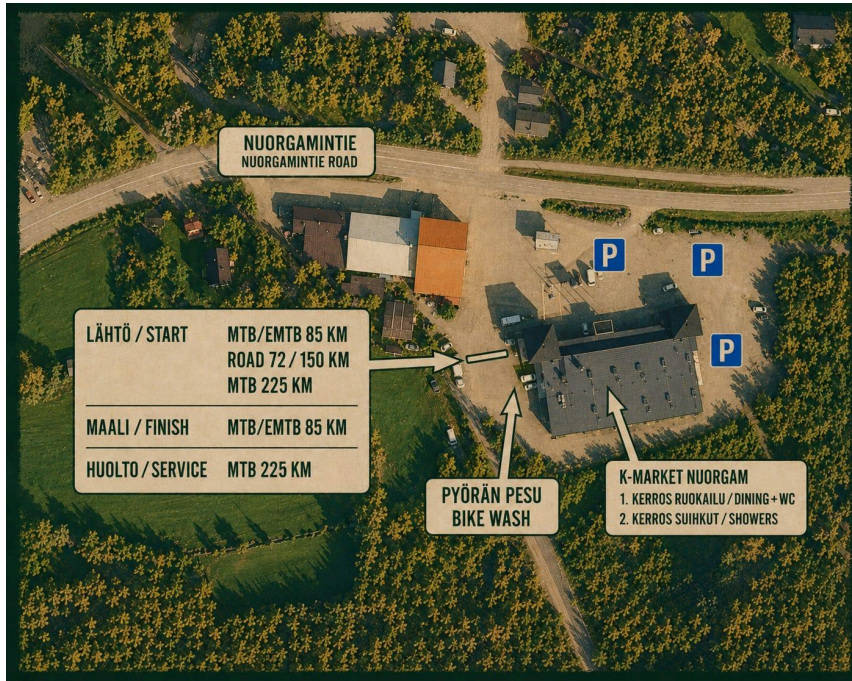 NUORGAMINTIE
NUORGAMINTIE ROAD
P
P
P
LÄHTÖ / START MTB/EMTB 85 KM
ROAD 72 / 150 KM
MTB 225 KM
MAALI / FINISH MTB/EMTB 85 KM
HUOLTO / SERVICE MTB 225 KM
PYÖRÄN PESU
BIKE WASH
K-MARKET NUORGAM
1. KERROS RUOKAILU / DINING + WC
2. KERROS SUIHKUT / SHOWERS